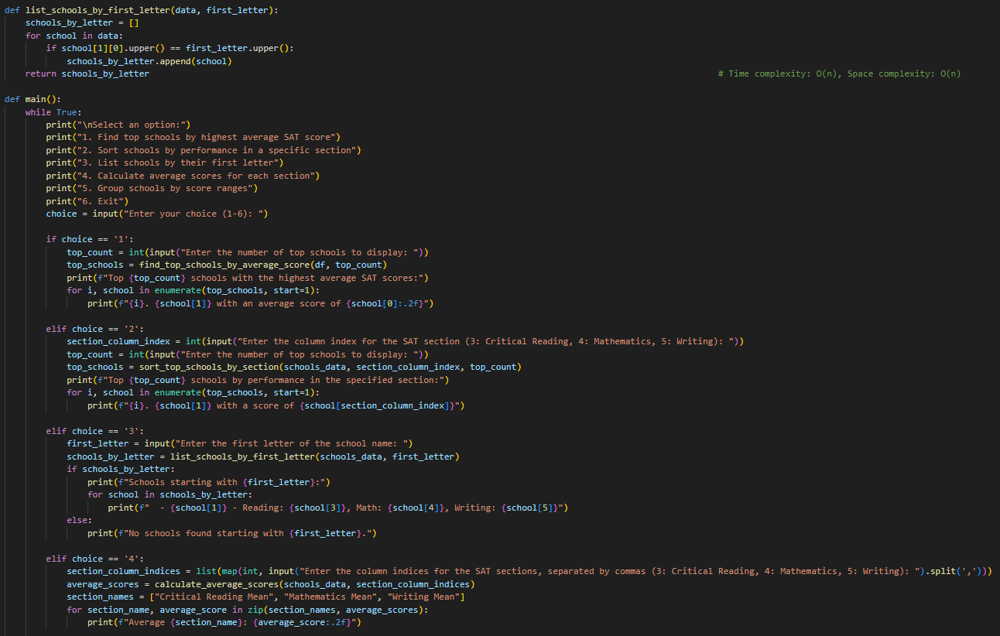 def list_schools_by_first_letter(data, first_letter):
    schools_by_letter = []
    for school in data:
        if school[1][0].upper() == first_letter.upper():
            schools_by_letter.append(school)
    return schools_by_letter # Time complexity: O(n), Space complexity: O(n)

def main():
    while True:
        print("\nSelect an option:")
        print("1. Find top schools by highest average SAT score")
        print("2. Sort schools by performance in a specific section")
        print("3. List schools by their first letter")
        print("4. Calculate average scores for each section")
        print("5. Group schools by score ranges")
        print("6. Exit")
        choice = input("Enter your choice (1-6): ")

        if choice == '1':
            top_count = int(input("Enter the number of top schools to display: "))
            top_schools = find_top_schools_by_average_score(df, top_count)
            print(f"Top {top_count} schools with the highest average SAT scores:")
            for i, school in enumerate(top_schools, start=1):
                print(f"{i}. {school[1]} with an average score of {school[0]:.2f}")

        elif choice == '2':
            section_column_index = int(input("Enter the column index for the SAT section (3: Critical Reading, 4: Mathematics, 5: Writing): "))
            top_count = int(input("Enter the number of top schools to display: "))
            top_schools = sort_top_schools_by_section(schools_data, section_column_index, top_count)
            print(f"Top {top_count} schools by performance in the specified section:")
            for i, school in enumerate(top_schools, start=1):
                print(f"{i}. {school[1]} with a score of {school[section_column_index]}")

        elif choice == '3':
            first_letter = input("Enter the first letter of the school name: ")
            schools_by_letter = list_schools_by_first_letter(schools_data, first_letter)
            if schools_by_letter:
                print(f"Schools starting with {first_letter}:")
                for school in schools_by_letter:
                    print(f"  - {school[1]} - Reading: {school[3]}, Math: {school[4]}, Writing: {school[5]}")
            else:
                print(f"No schools found starting with {first_letter}.")

        elif choice == '4':
            section_column_indices = list(map(int, input("Enter the column indices for the SAT sections, separated by commas (3: Critical Reading, 4: Mathematics, 5: Writing): ").split(',')))
            average_scores = calculate_average_scores(schools_data, section_column_indices)
            section_names = ["Critical Reading Mean", "Mathematics Mean", "Writing Mean"]
            for section_name, average_score in zip(section_names, average_scores):
                print(f"Average {section_name}: {average_score:.2f}")